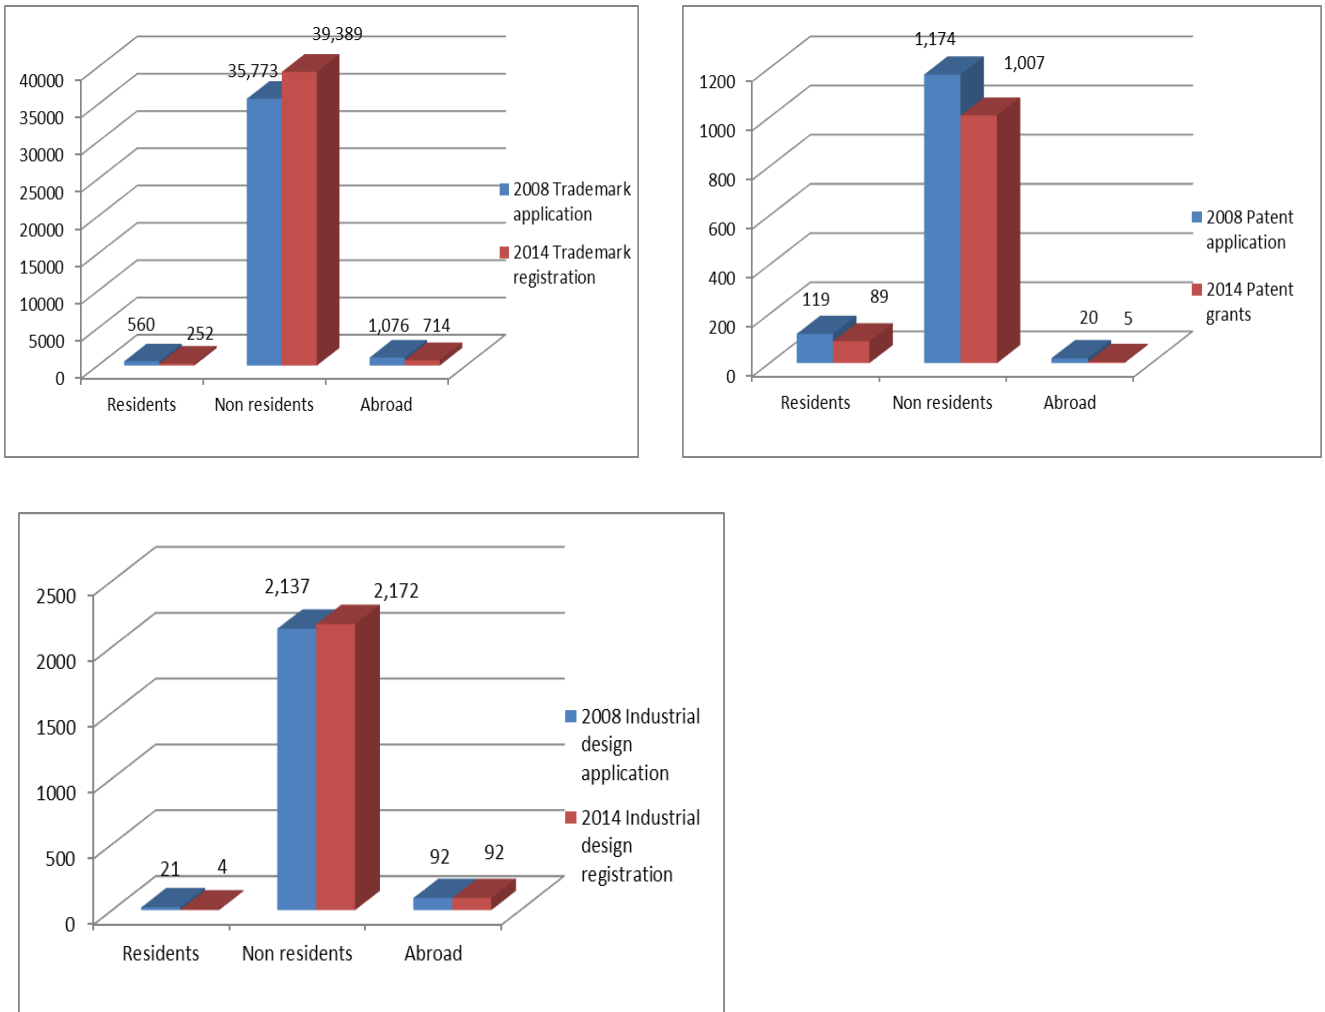 39,389
35,773
40000
35000
30000
25000
20000
15000
10000
5000
0
560
252
1,076
714
Residents
Non residents
Abroad
2008 Trademark
application
2014 Trademark
registration
1,174
1,007
1200
1000
800
600
400
200
0
119
89
20
5
Residents
Non residents
Abroad
2008 Patent
application
2014 Patent
grants
2,137
2,172
2500
2000
1500
1000
500
0
21
4
92
92
Residents
Non residents
Abroad
2008 Industrial
design
application
2014 Industrial
design
registration